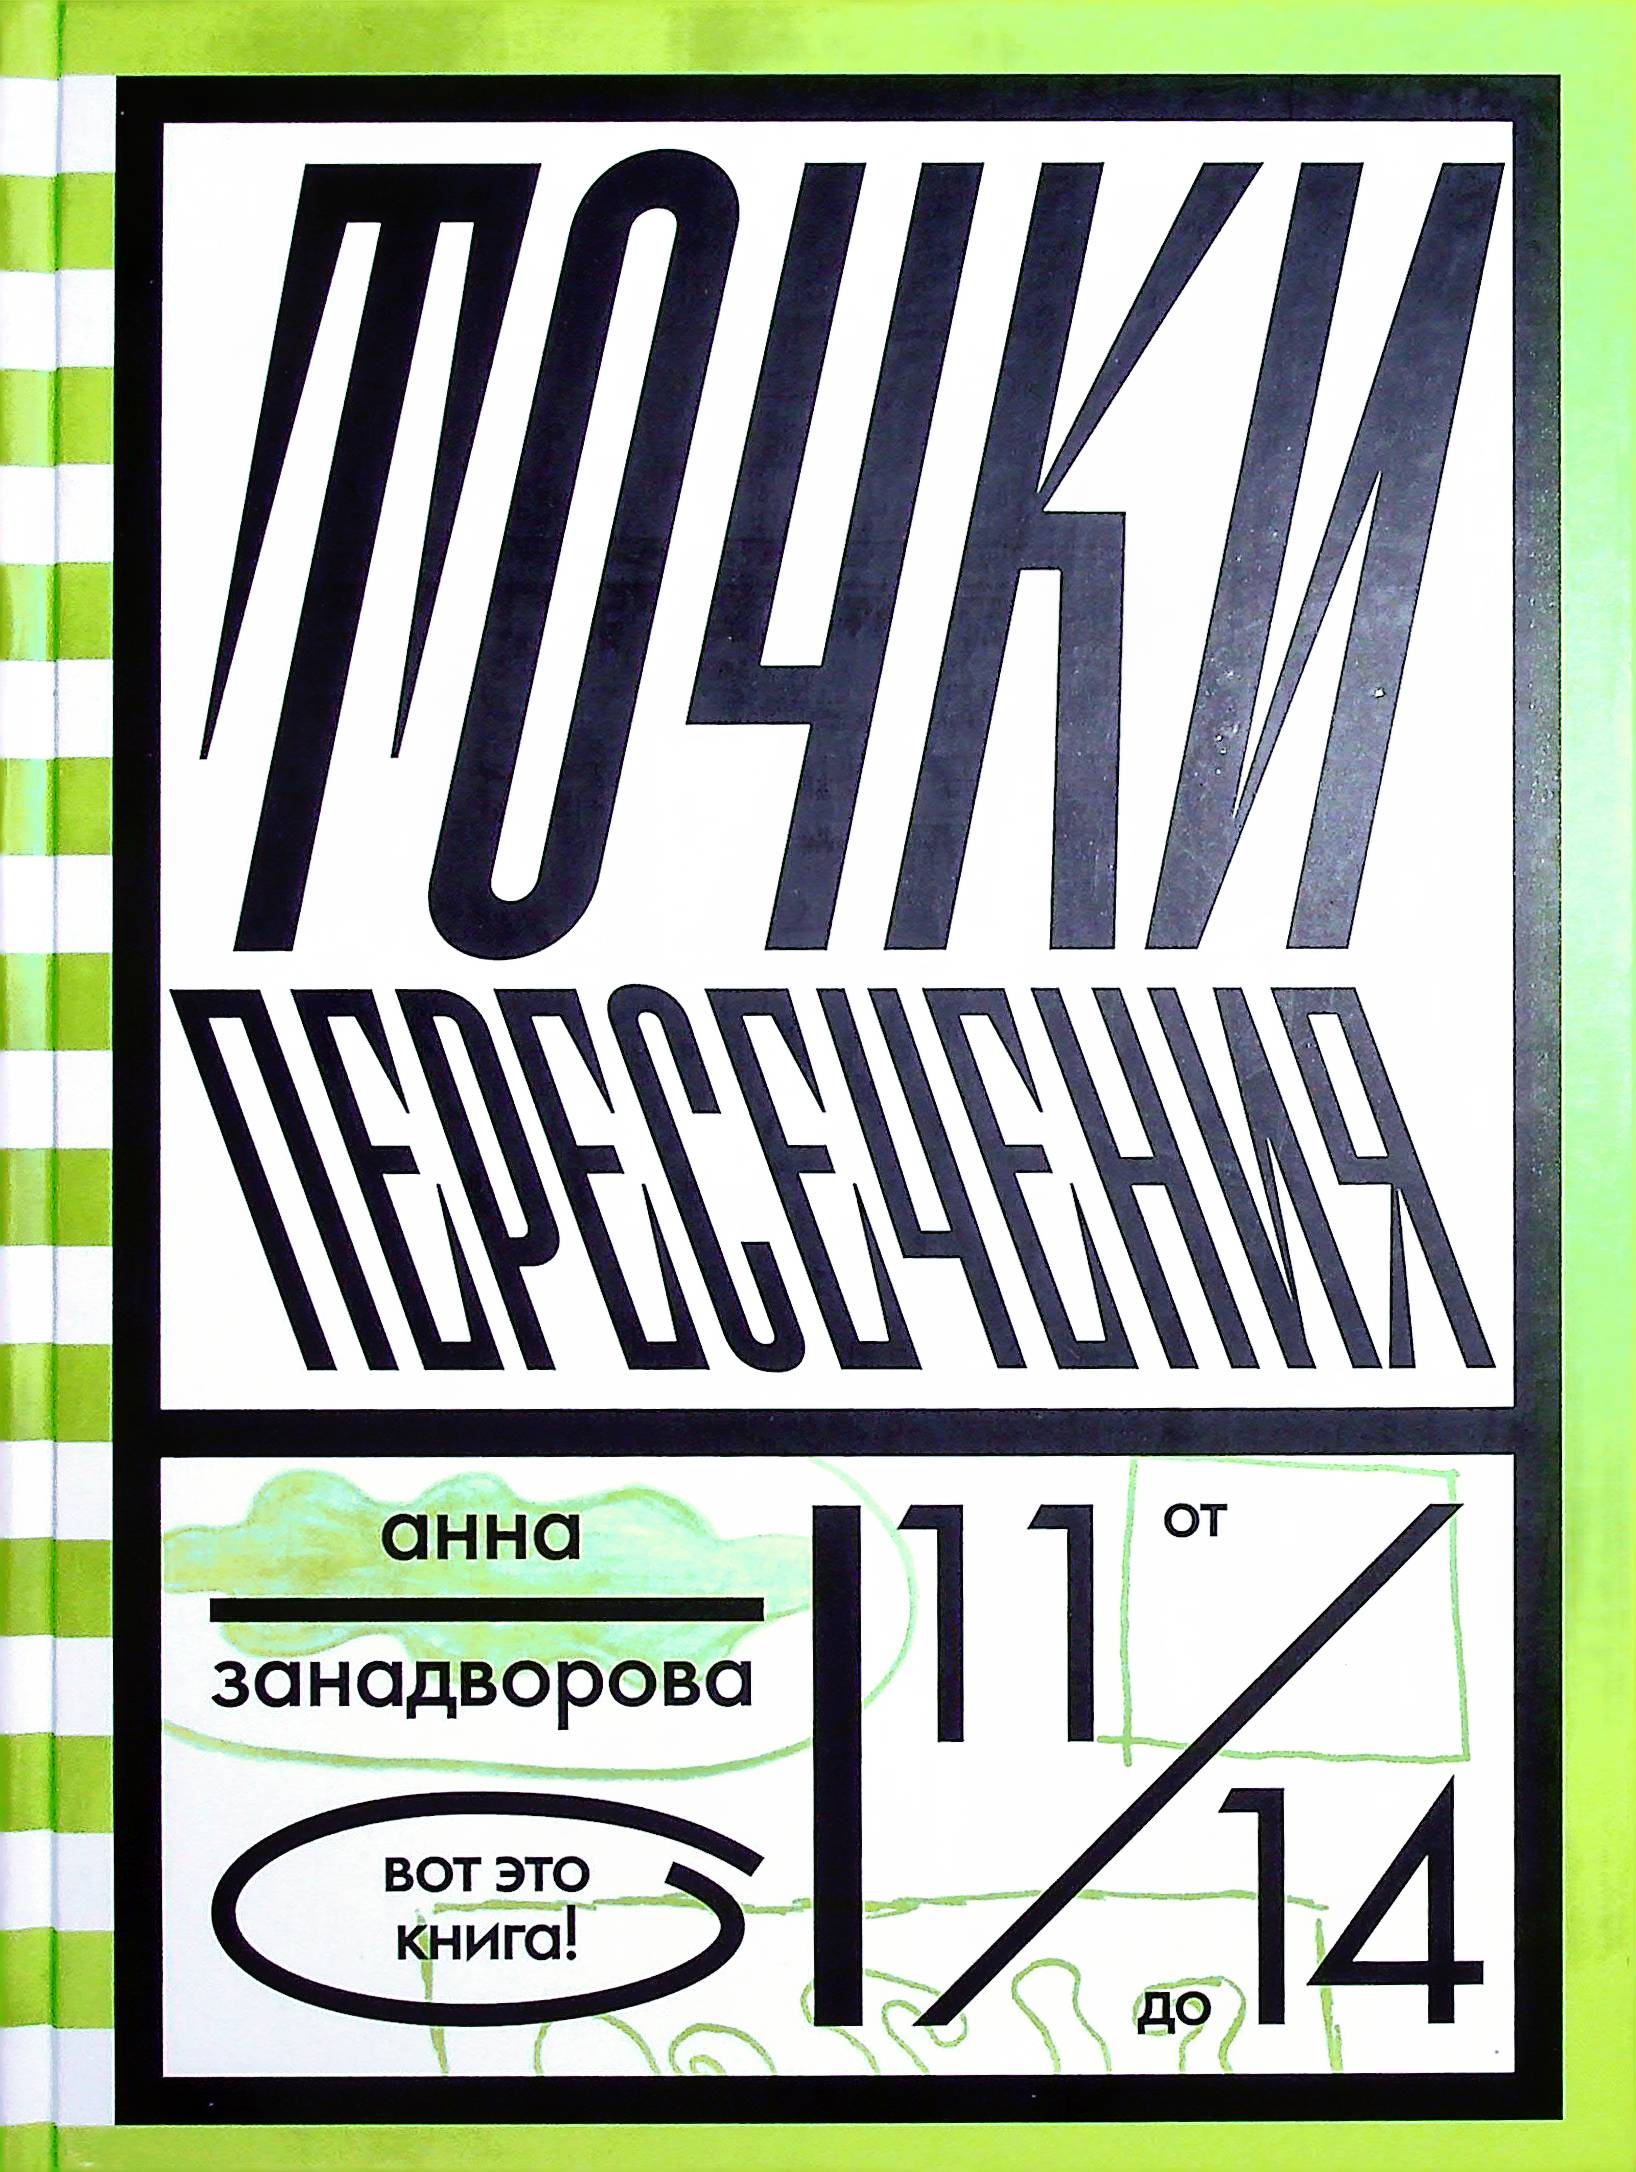 ТОЧКИ
ПЕРЕСЕЧЕНИЯ
анна
занадворова
вот это
книга!
от 11
до 14